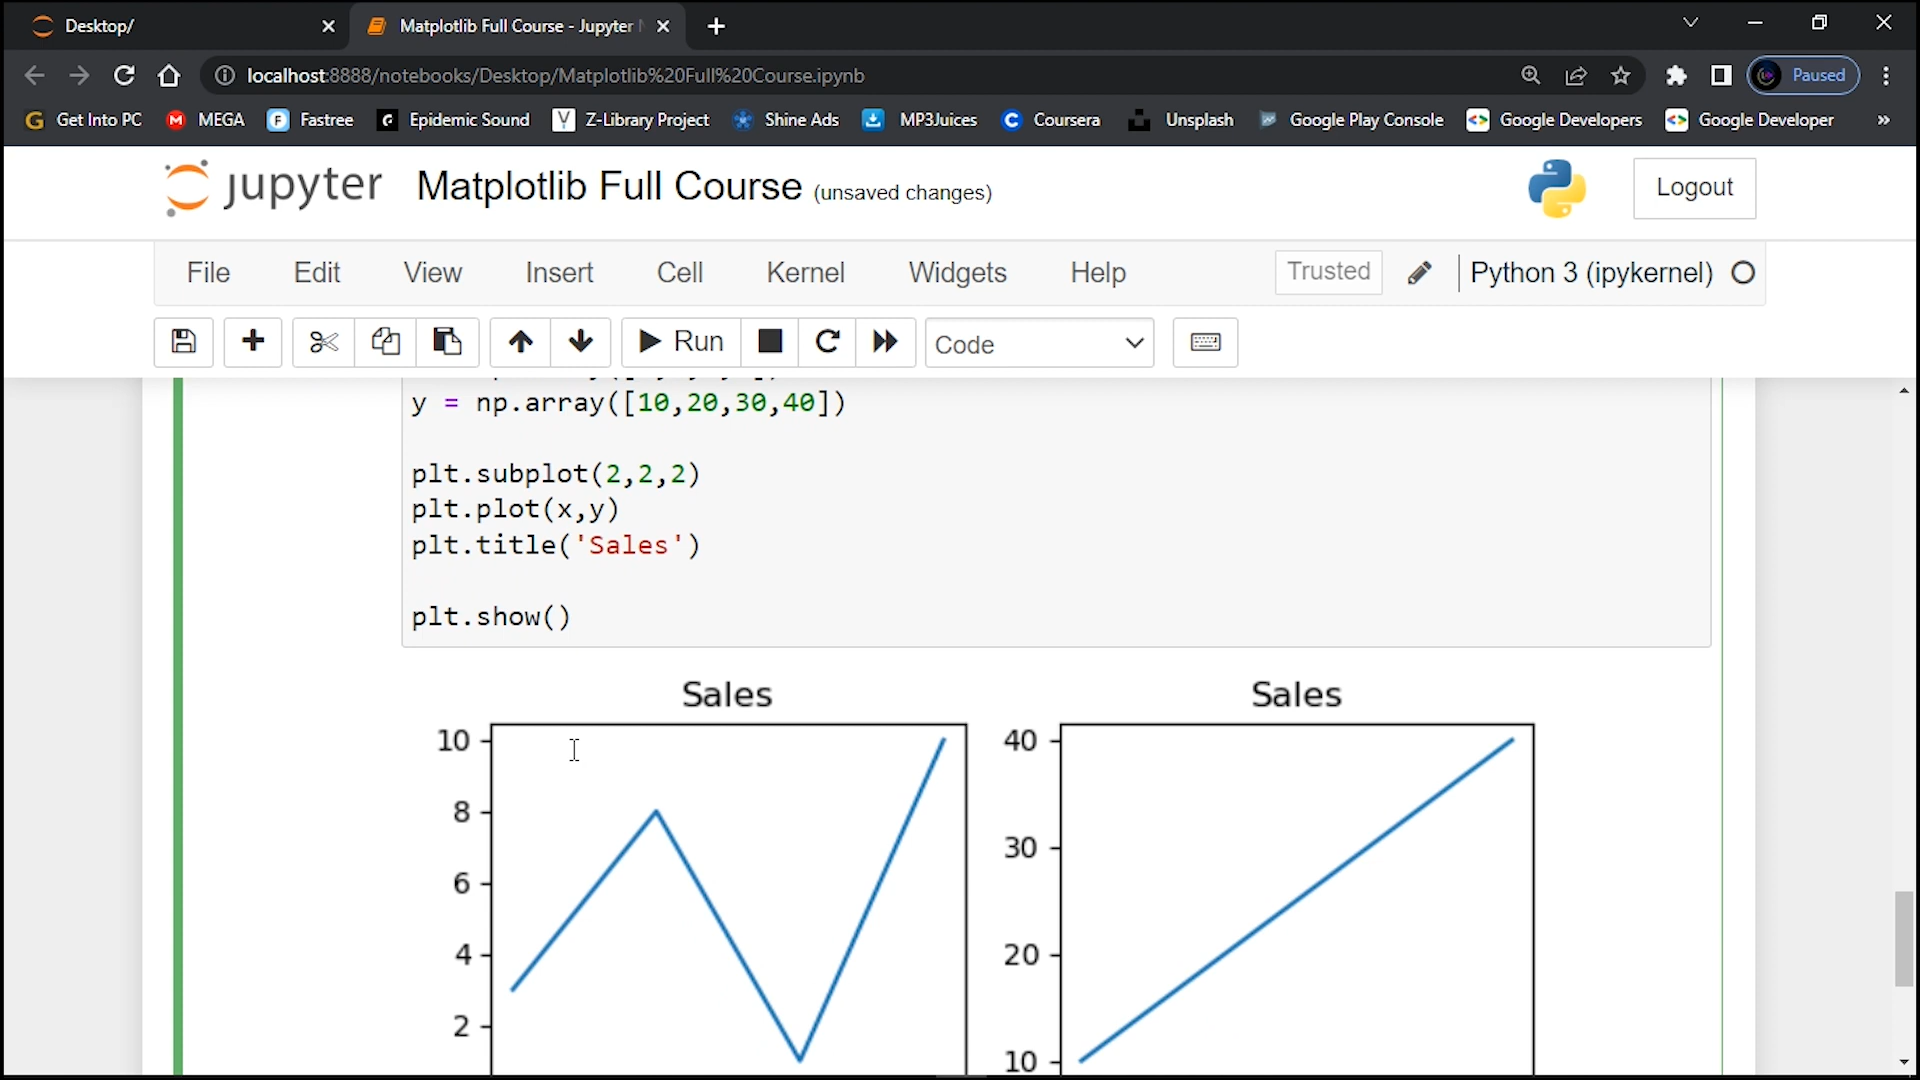 Desktop/
Matplotlib Full Course - Jupyter
localhost:8888/notebooks/Desktop/Matplotlib%20Full%20Course.ipynb
Paused
Get Into PC MEGA Fastree Epidemic Sound Z-Library Project Shine Ads MP3Juices Coursera Unsplash Google Play Console Google Developers Google Developer »
jupyter Matplotlib Full Course (unsaved changes)
Logout
File Edit View Insert Cell Kernel Widgets Help Trusted Python 3 (ipykernel)
Run Code
y = np.array([10,20,30,40])
plt.subplot(2,2,2)
plt.plot(x,y)
plt.title('Sales')
plt.show()
Sales Sales
10 40
8
30
6
4 20
2
10